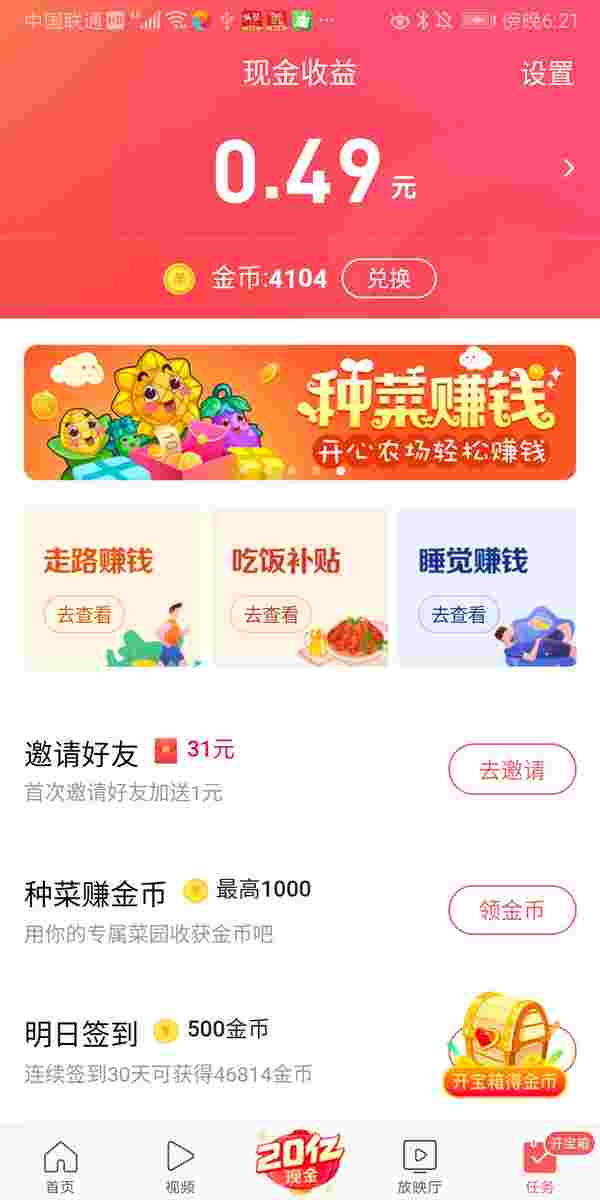 中国联通 HD 4G 傍晚6:21
现金收益 设置
0.49元
金币:4104 兑换
种菜赚钱
开心农场轻松赚钱
走路赚钱 吃饭补贴 睡觉赚钱
去查看 去查看 去查看
邀请好友 31元
首次邀请好友加送1元
去邀请
种菜赚金币 最高1000
用你的专属菜园收获金币吧
领金币
明日签到 500金币
连续签到30天可获得46814金币
开宝箱得金币
20亿
现金
开宝箱
首页 视频 放映厅 任务